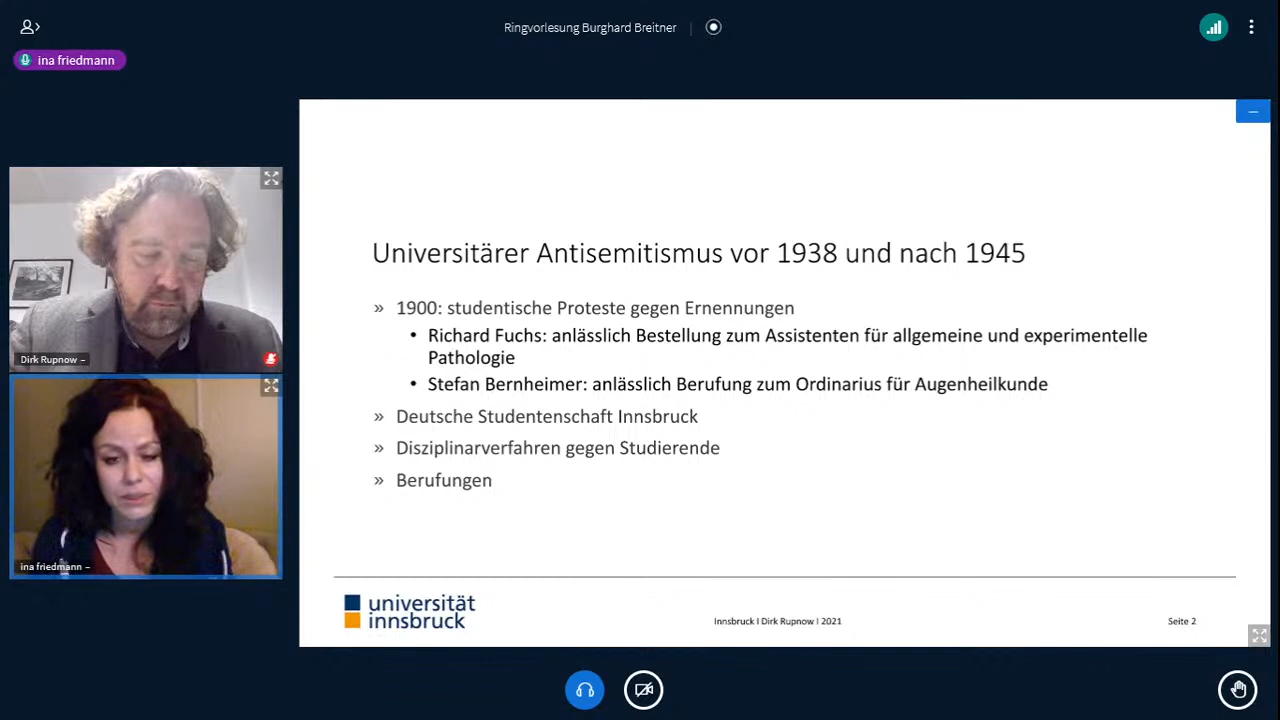 Ringvorlesung Burghard Breitner
ina friedmann
Dirk Rupnow –
ina friedmann –
Universitärer Antisemitismus vor 1938 und nach 1945
» 1900: studentische Proteste gegen Ernennungen
• Richard Fuchs: anlässlich Bestellung zum Assistenten für allgemeine und experimentelle
Pathologie
• Stefan Bernheimer: anlässlich Berufung zum Ordinarius für Augenheilkunde
» Deutsche Studentenschaft Innsbruck
» Disziplinarverfahren gegen Studierende
» Berufungen
universität
innsbruck
Innsbruck I Dirk Rupnow I 2021
Seite 2